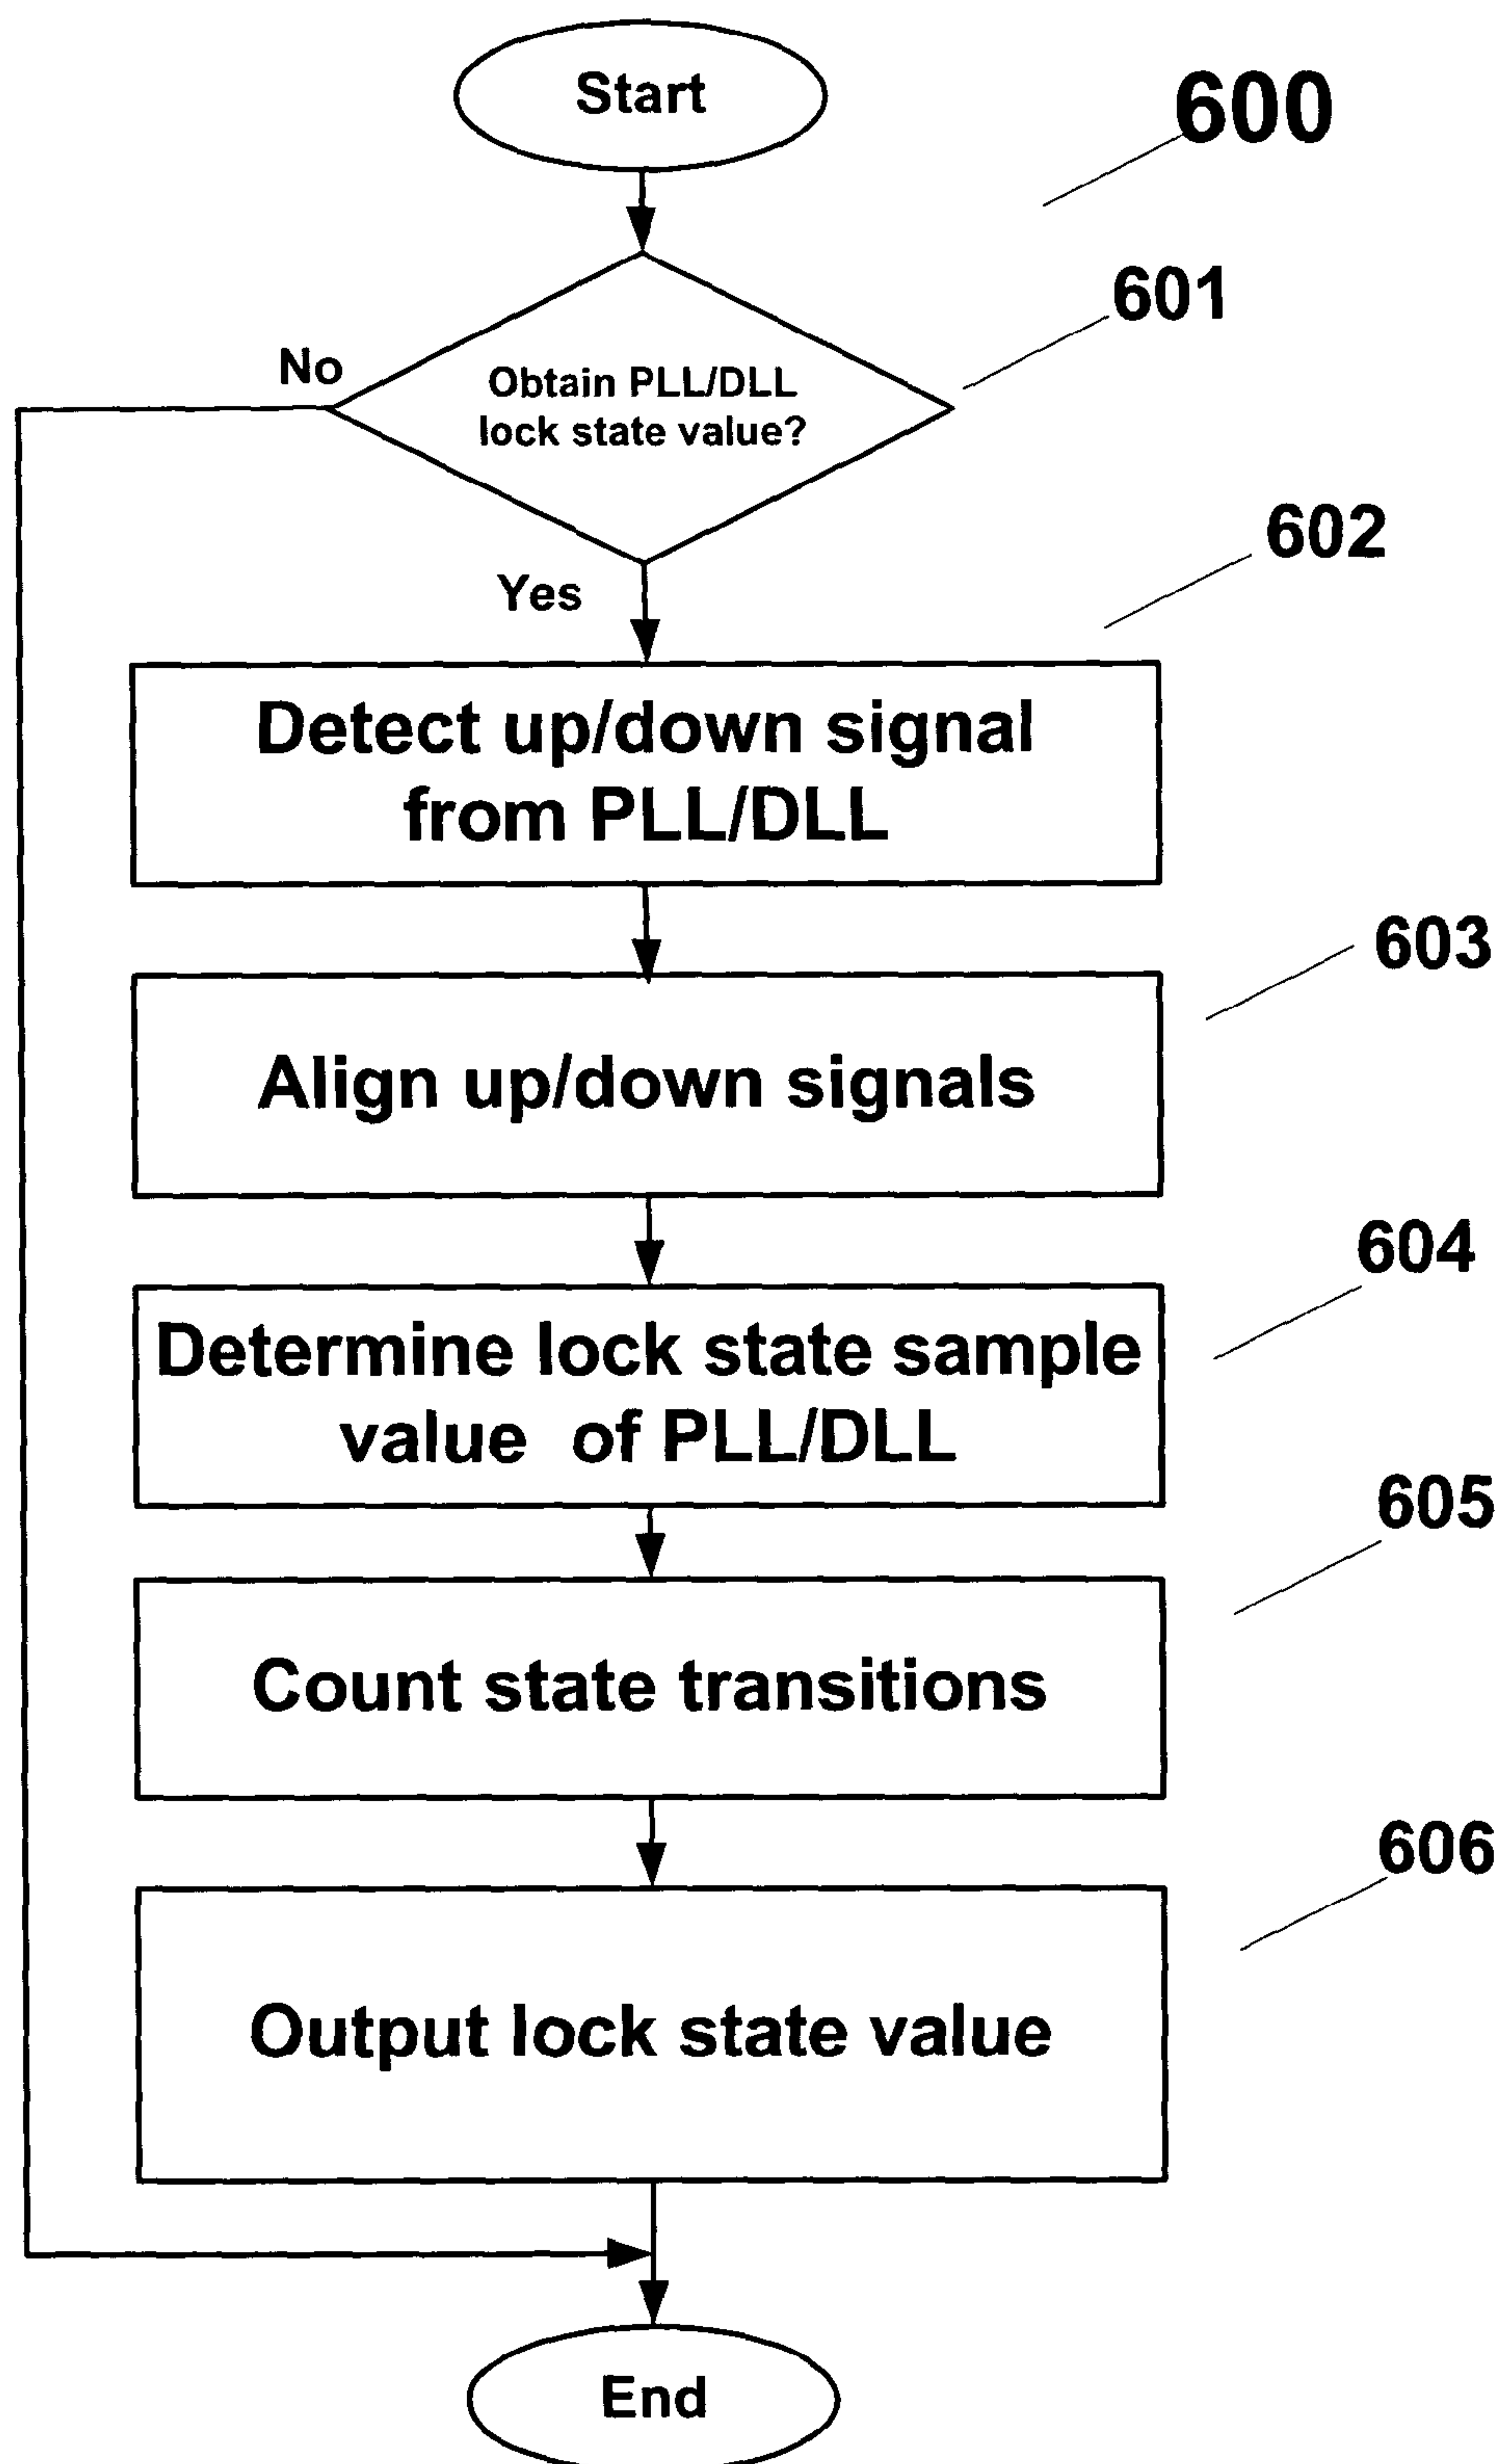 Start
600
601
No
Obtain PLL/DLL
lock state value?
602
Yes
Detect up/down signal
from PLL/DLL
603
Align up/down signals
604
Determine lock state sample
value of PLL/DLL
605
Count state transitions
606
Output lock state value
End